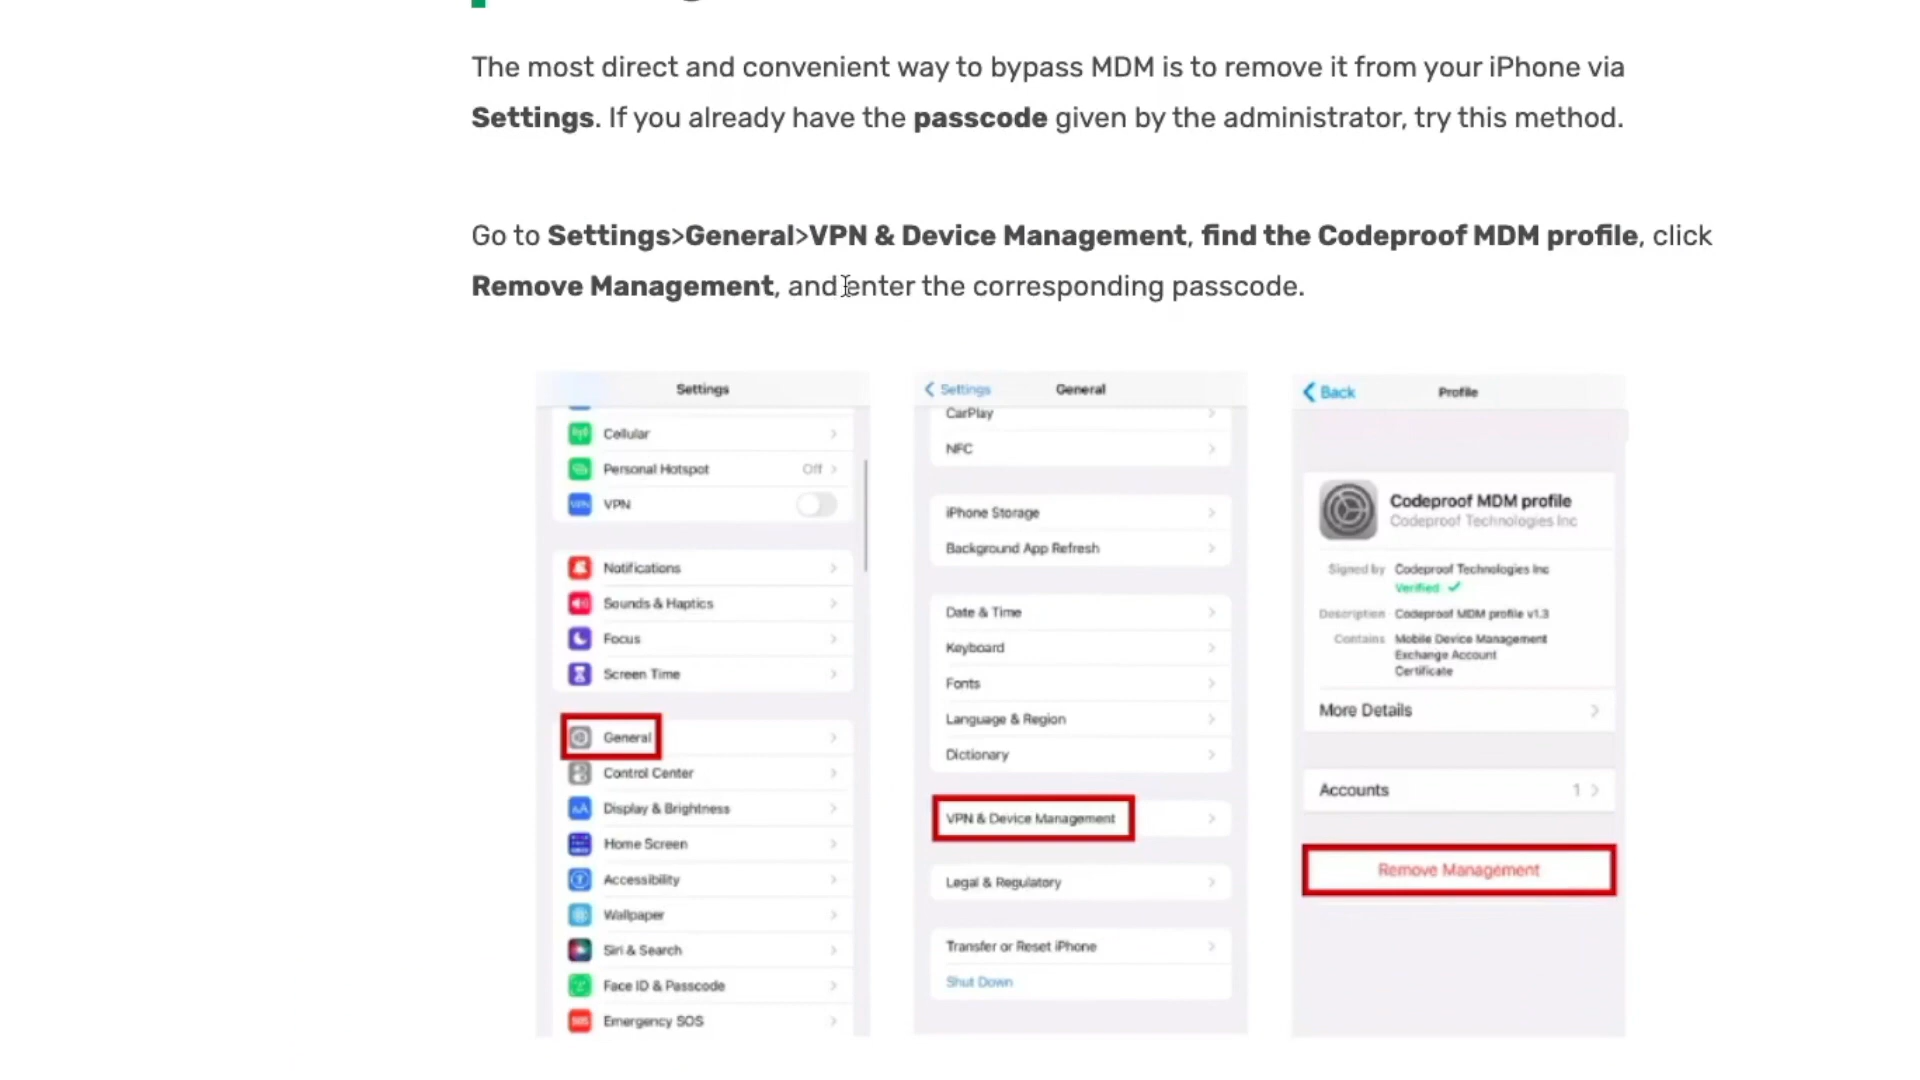 The most direct and convenient way to bypass MDM is to remove it from your iPhone via
Settings. If you already have the passcode given by the administrator, try this method.
Go to Settings>General>VPN & Device Management, find the Codeproof MDM profile, click
Remove Management, and enter the corresponding passcode.
Settings
Cellular
Personal Hotspot Off
VPN VPN
Notifications
Sounds & Haptics
Focus
Screen Time
General
Control Center
AA Display & Brightness
Home Screen
Accessibility
Wallpaper
Siri & Search
Face ID & Passcode
SOS Emergency SOS
Settings General
CarPlay
NFC
iPhone Storage
Background App Refresh
Date & Time
Keyboard
Fonts
Language & Region
Dictionary
VPN & Device Management
Legal & Regulatory
Transfer or Reset iPhone
Shut Down
Back Profile
Codeproof MDM profile
Codeproof Technologies Inc
Signed by Codeproof Technologies Inc
Verified
Description Codeproof MDM profile v1.3
Contains Mobile Device Management
Exchange Account
Certificate
More Details
Accounts 1
Remove Management